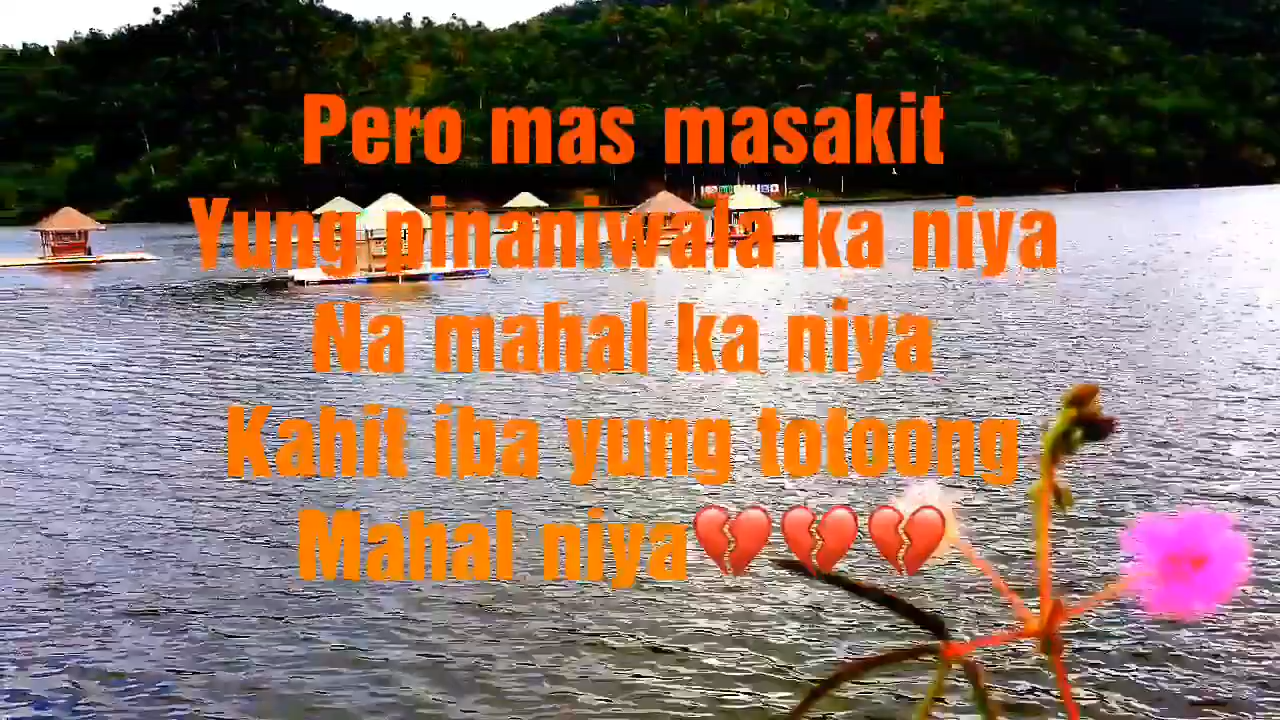 Pero mas masakit
Yung pinaniwala ka niya
Na mahal ka niya
Kahit iba yung totoong
Mahal niya💔💔💔